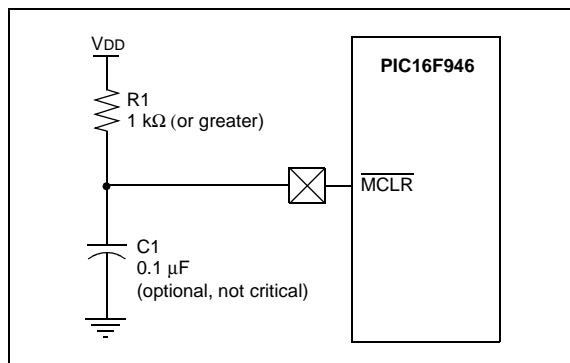 VDD
PIC16F946
R1
1 kΩ (or greater)
MCLR
C1
0.1 μF
(optional, not critical)